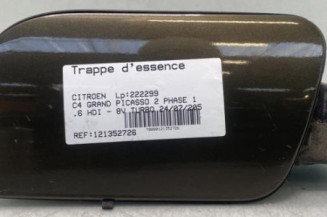 Trappe d'essence
CITROEN Lp:222299
C4 GRAND PICASSO 2 PHASE 1
.6 HDI - 8V TURBO 24/07/205
REF:121352726